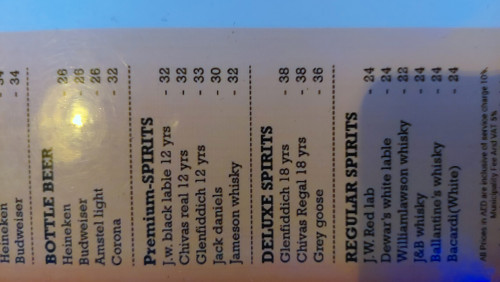 Heineken - 34
Budweiser - 34
BOTTLE BEER
Heineken - 26
Budweiser - 26
Amstel light - 26
Corona - 32
Premium-SPIRITS
J.w. black lable 12 yrs - 32
Chivas real 12 yrs - 32
Glenfiddich 12 yrs - 33
Jack daniels - 30
Jameson whisky - 32
DELUXE SPIRITS
Glenfiddich 18 yrs - 38
Chivas Regal 18 yrs - 38
Grey goose - 36
REGULAR SPIRITS
J.W. Red lab - 24
Dewar's white lable - 24
Williamlawson whisky - 22
J&B whisky - 24
Ballantine's whisky - 24
Bacardi(White) - 24
All Prices in AZD are inclusive of service charge 10%,
municipality fees and VAT 5%